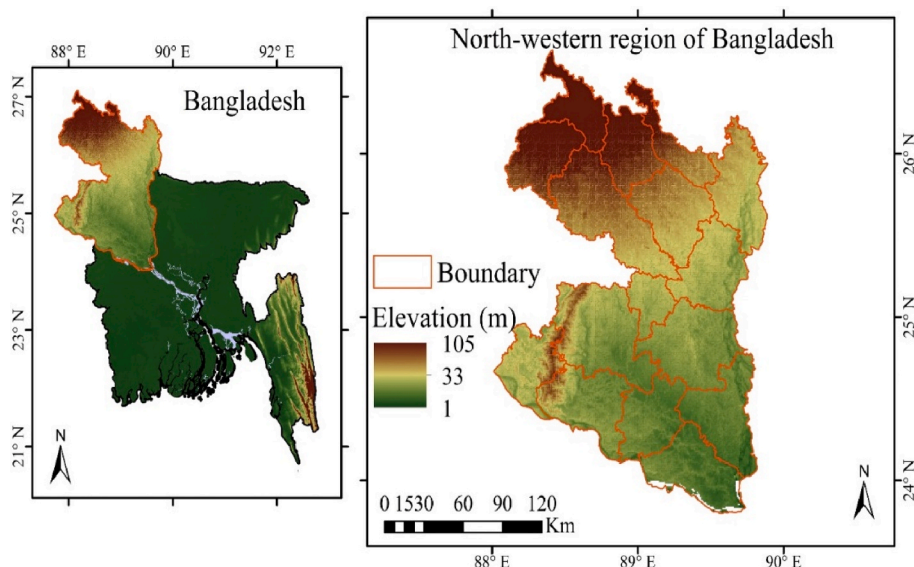 88° E 90° E 92° E
Bangladesh
27° N
25° N
23° N
21° N
N
North-western region of Bangladesh
26° N
25° N
24° N
Boundary
Elevation (m)
105
33
1
0 1530 60 90 120
Km
N
88° E 89° E 90° E